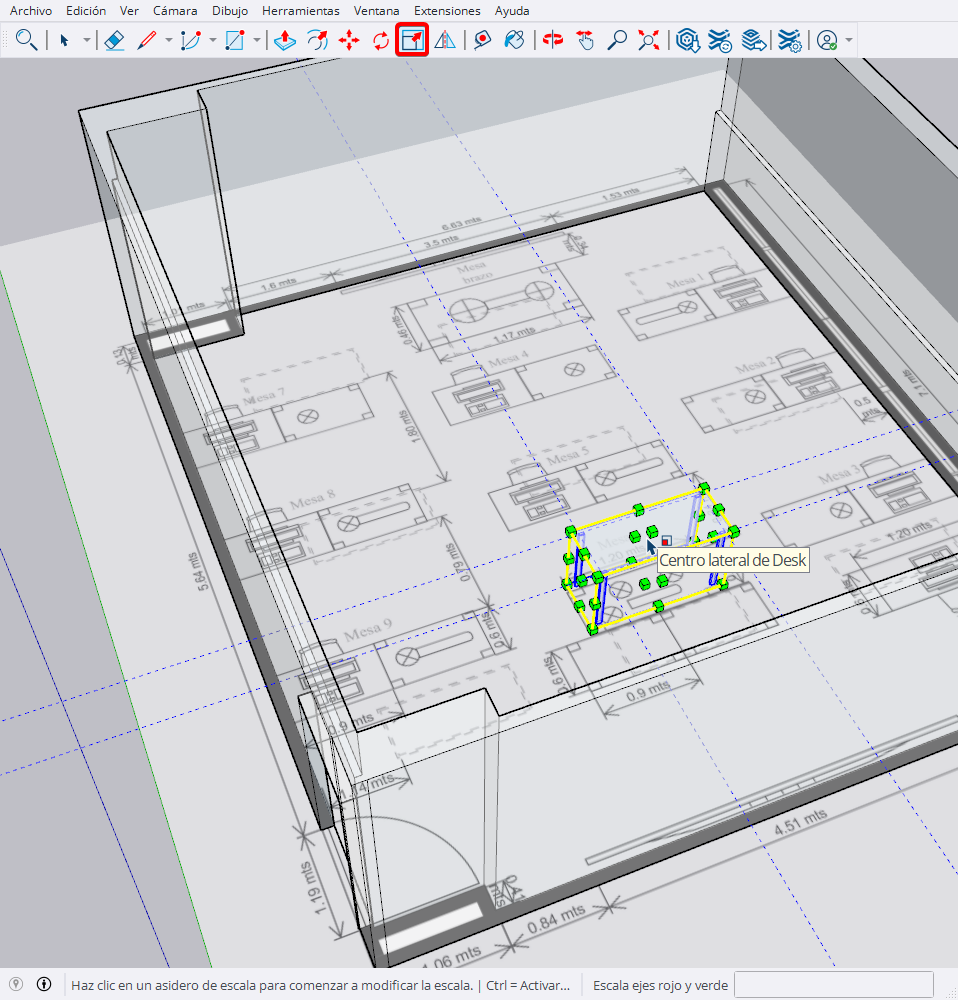 Archivo Edición Ver Cámara Dibujo Herramientas Ventana Extensiones Ayuda
1.53 mts
6.63 mts
3.5 mts
1.6 mts
Mesa
brazo
Mesa 1
0.46 mts
1.17 mts
Mesa 4
Mesa 2
Mesa 7
7.1 mts
0.5
mts
1.80 mts
Mesa 5
Mesa 3
Mesa 8
1.20 mts
Centro lateral de Desk
0.79 mts
5.64 mts
Mesa 9
0.6 mts
0.6 mts
0.9 mts
0.9 mts
4.51 mts
1.19 mts
0.84 mts
Haz clic en un asidero de escala para comenzar a modificar la escala. | Ctrl = Activar... Escala ejes rojo y verde